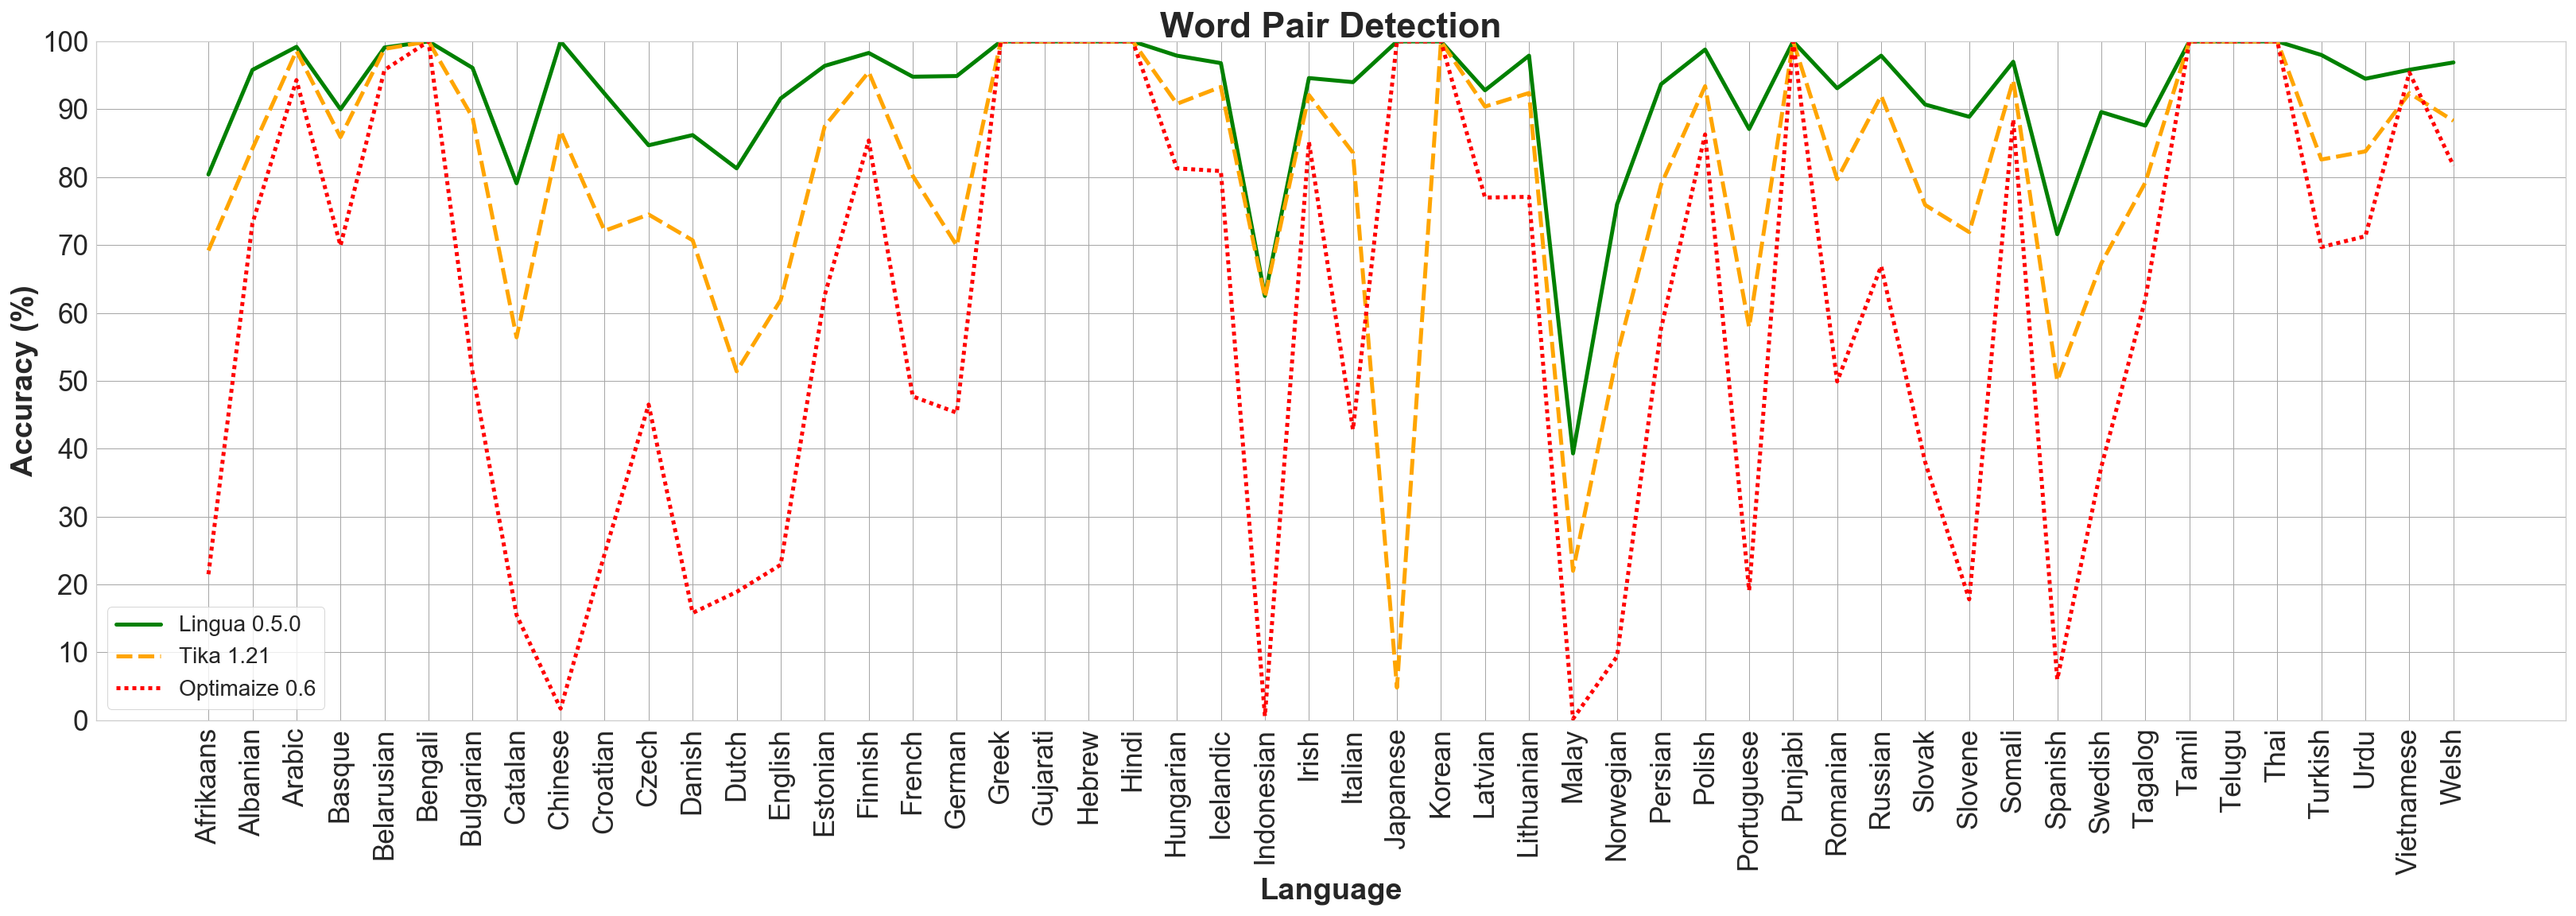 Word Pair Detection
Accuracy (%)
100
90
80
70
60
50
40
30
20
10
0
Lingua 0.5.0
Tika 1.21
Optimaize 0.6
Afrikaans
Albanian
Arabic
Basque
Belarusian
Bengali
Bulgarian
Catalan
Chinese
Croatian
Czech
Danish
Dutch
English
Estonian
Finnish
French
German
Greek
Gujarati
Hebrew
Hindi
Hungarian
Icelandic
Indonesian
Irish
Italian
Japanese
Korean
Latvian
Lithuanian
Malay
Norwegian
Persian
Polish
Portuguese
Punjabi
Romanian
Russian
Slovak
Slovene
Somali
Spanish
Swedish
Tagalog
Tamil
Telugu
Thai
Turkish
Urdu
Vietnamese
Welsh
Language